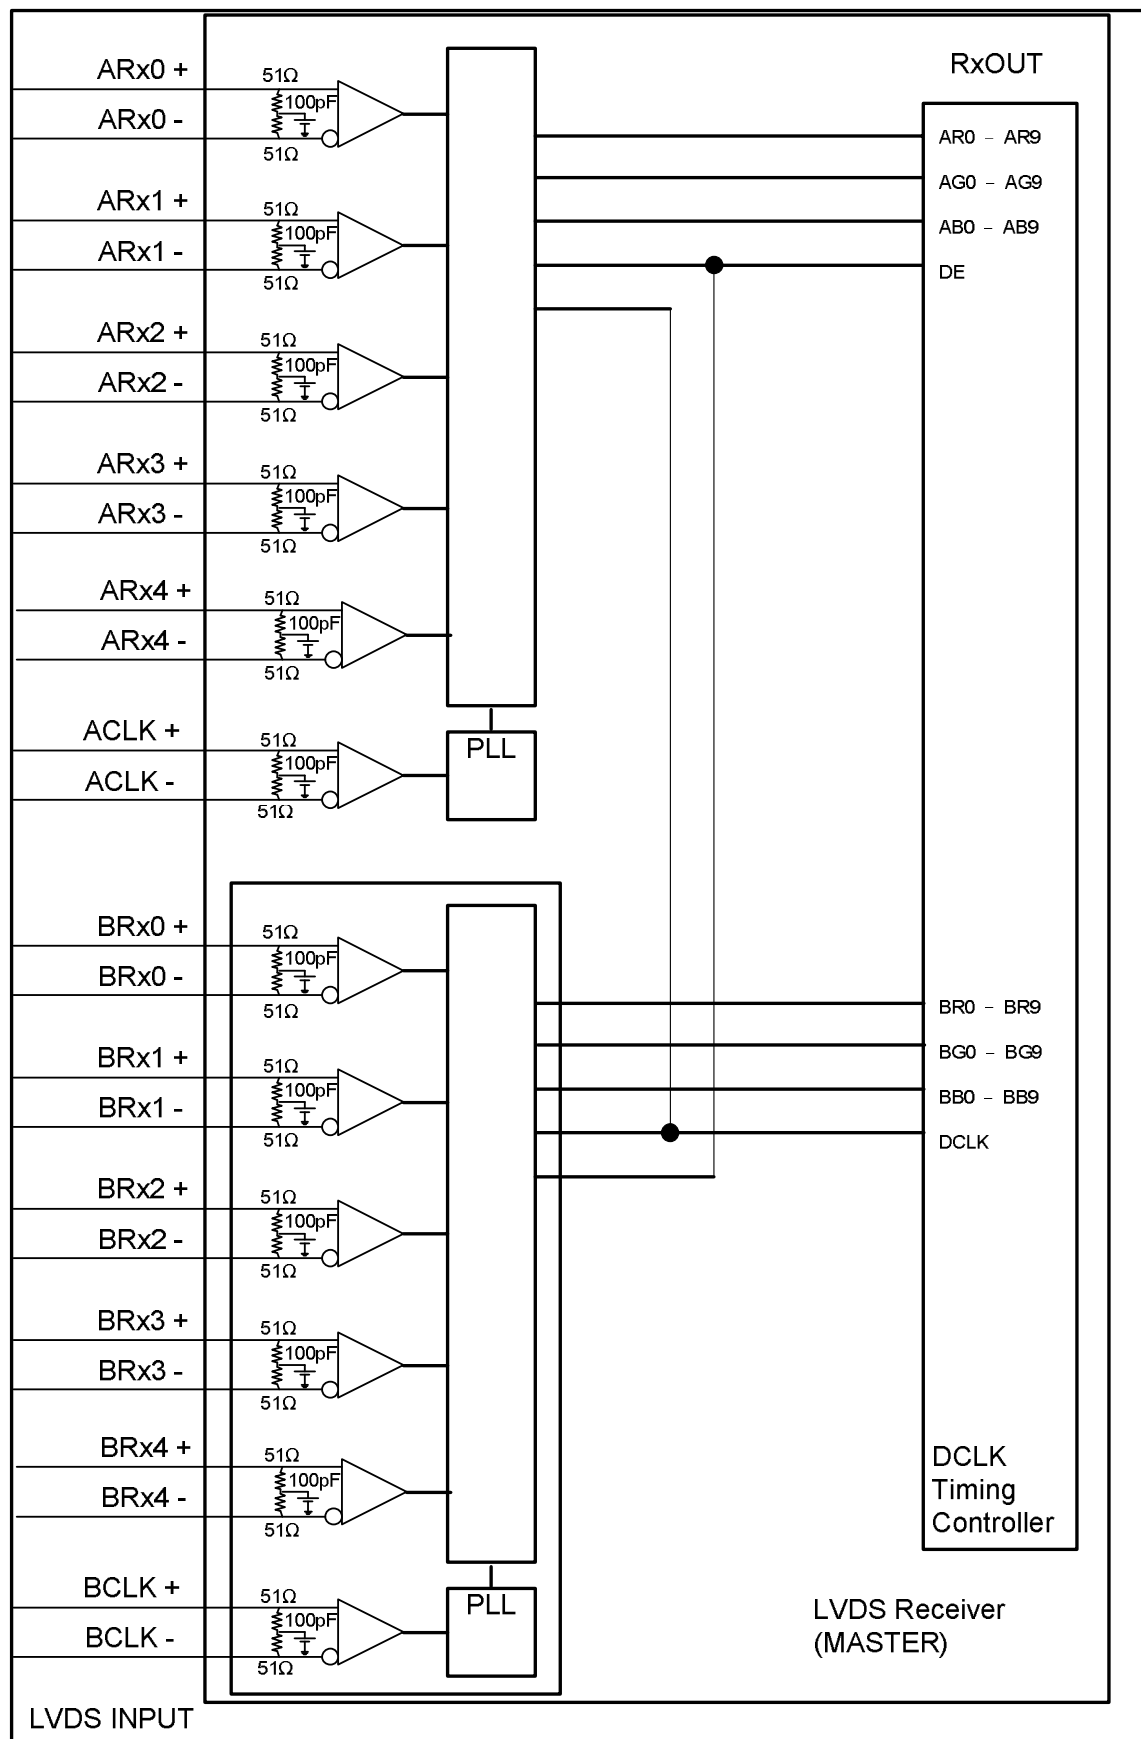 RxOUT
ARx0 +
51Ω
100pF
ARx0 -
51Ω
ARx1 +
51Ω
100pF
ARx1 -
51Ω
ARx2 +
51Ω
100pF
ARx2 -
51Ω
ARx3 +
51Ω
100pF
ARx3 -
51Ω
ARx4 +
51Ω
100pF
ARx4 -
51Ω
ACLK +
51Ω
100pF
ACLK -
51Ω
PLL
AR0 – AR9
AG0 – AG9
AB0 – AB9
DE
BRx0 +
51Ω
100pF
BRx0 -
51Ω
BRx1 +
51Ω
100pF
BRx1 -
51Ω
BRx2 +
51Ω
100pF
BRx2 -
51Ω
BRx3 +
51Ω
100pF
BRx3 -
51Ω
BRx4 +
51Ω
100pF
BRx4 -
51Ω
BCLK +
51Ω
100pF
BCLK -
51Ω
PLL
BR0 – BR9
BG0 – BG9
BB0 – BB9
DCLK
DCLK
Timing
Controller
LVDS Receiver
(MASTER)
LVDS INPUT